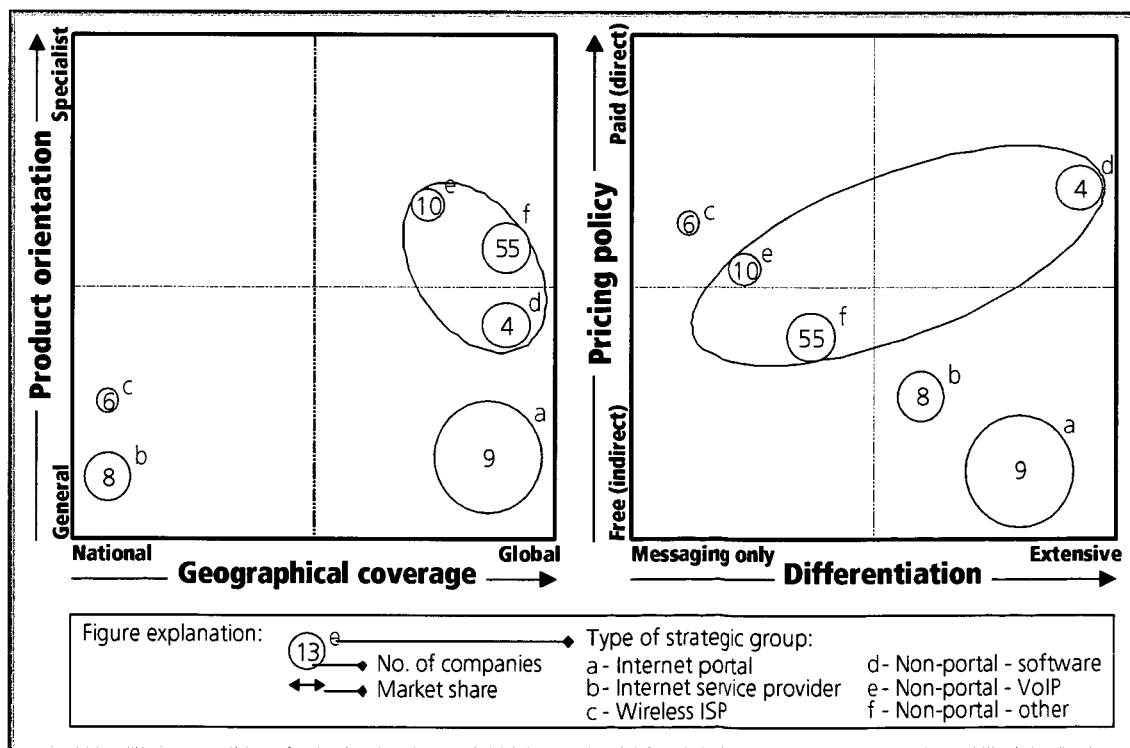 Specialist
Product orientation
General
e
10
f
55
d
4
c
6
b
8
a
9
National
Global
Geographical coverage
Paid (direct)
Pricing policy
Free (indirect)
d
4
c
6
e
10
f
55
b
8
a
9
Messaging only
Extensive
Differentiation
Figure explanation:
13
e
No. of companies
Market share
Type of strategic group:
a - Internet portal
b - Internet service provider
c - Wireless ISP
d - Non-portal - software
e - Non-portal - VoIP
f - Non-portal - other